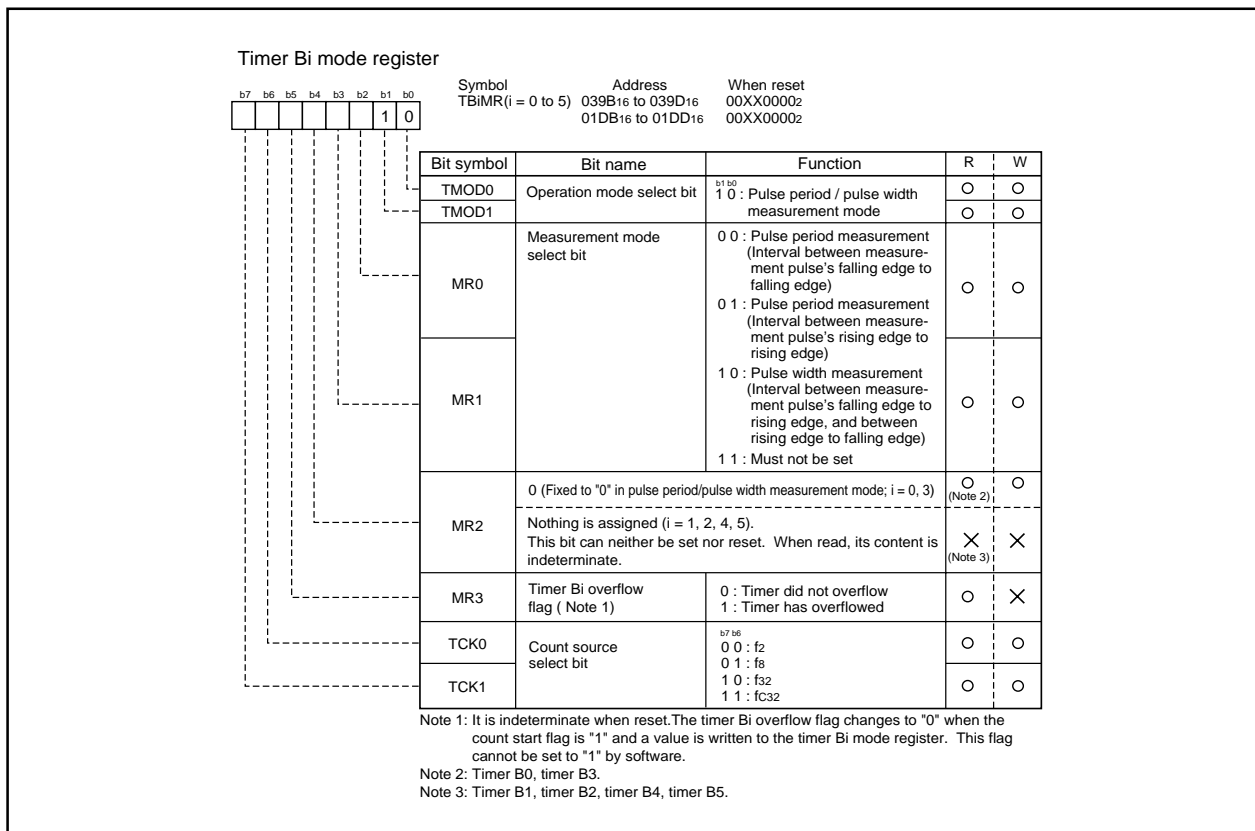 Timer Bi mode register
Symbol Address When reset
TBiMR(i = 0 to 5) 039B16 to 039D16 00XX00002
01DB16 to 01DD16 00XX00002
b7 b6 b5 b4 b3 b2 b1 b0
1 0
Bit symbol Bit name Function R W
TMOD0
TMOD1
Operation mode select bit
b1 b0
1 0 : Pulse period / pulse width
measurement mode
MR0
MR1
Measurement mode
select bit
0 0 : Pulse period measurement
(Interval between measure-
ment pulse's falling edge to
falling edge)
0 1 : Pulse period measurement
(Interval between measure-
ment pulse's rising edge to
rising edge)
1 0 : Pulse width measurement
(Interval between measure-
ment pulse's falling edge to
rising edge, and between
rising edge to falling edge)
1 1 : Must not be set
MR2
0 (Fixed to "0" in pulse period/pulse width measurement mode; i = 0, 3)
(Note 2)
Nothing is assigned (i = 1, 2, 4, 5).
This bit can neither be set nor reset. When read, its content is
indeterminate.
(Note 3)
MR3
Timer Bi overflow
flag ( Note 1)
0 : Timer did not overflow
1 : Timer has overflowed
TCK0
TCK1
Count source
select bit
b7 b6
0 0 : f2
0 1 : f8
1 0 : f32
1 1 : fC32
Note 1: It is indeterminate when reset.The timer Bi overflow flag changes to "0" when the
count start flag is "1" and a value is written to the timer Bi mode register. This flag
cannot be set to "1" by software.
Note 2: Timer B0, timer B3.
Note 3: Timer B1, timer B2, timer B4, timer B5.